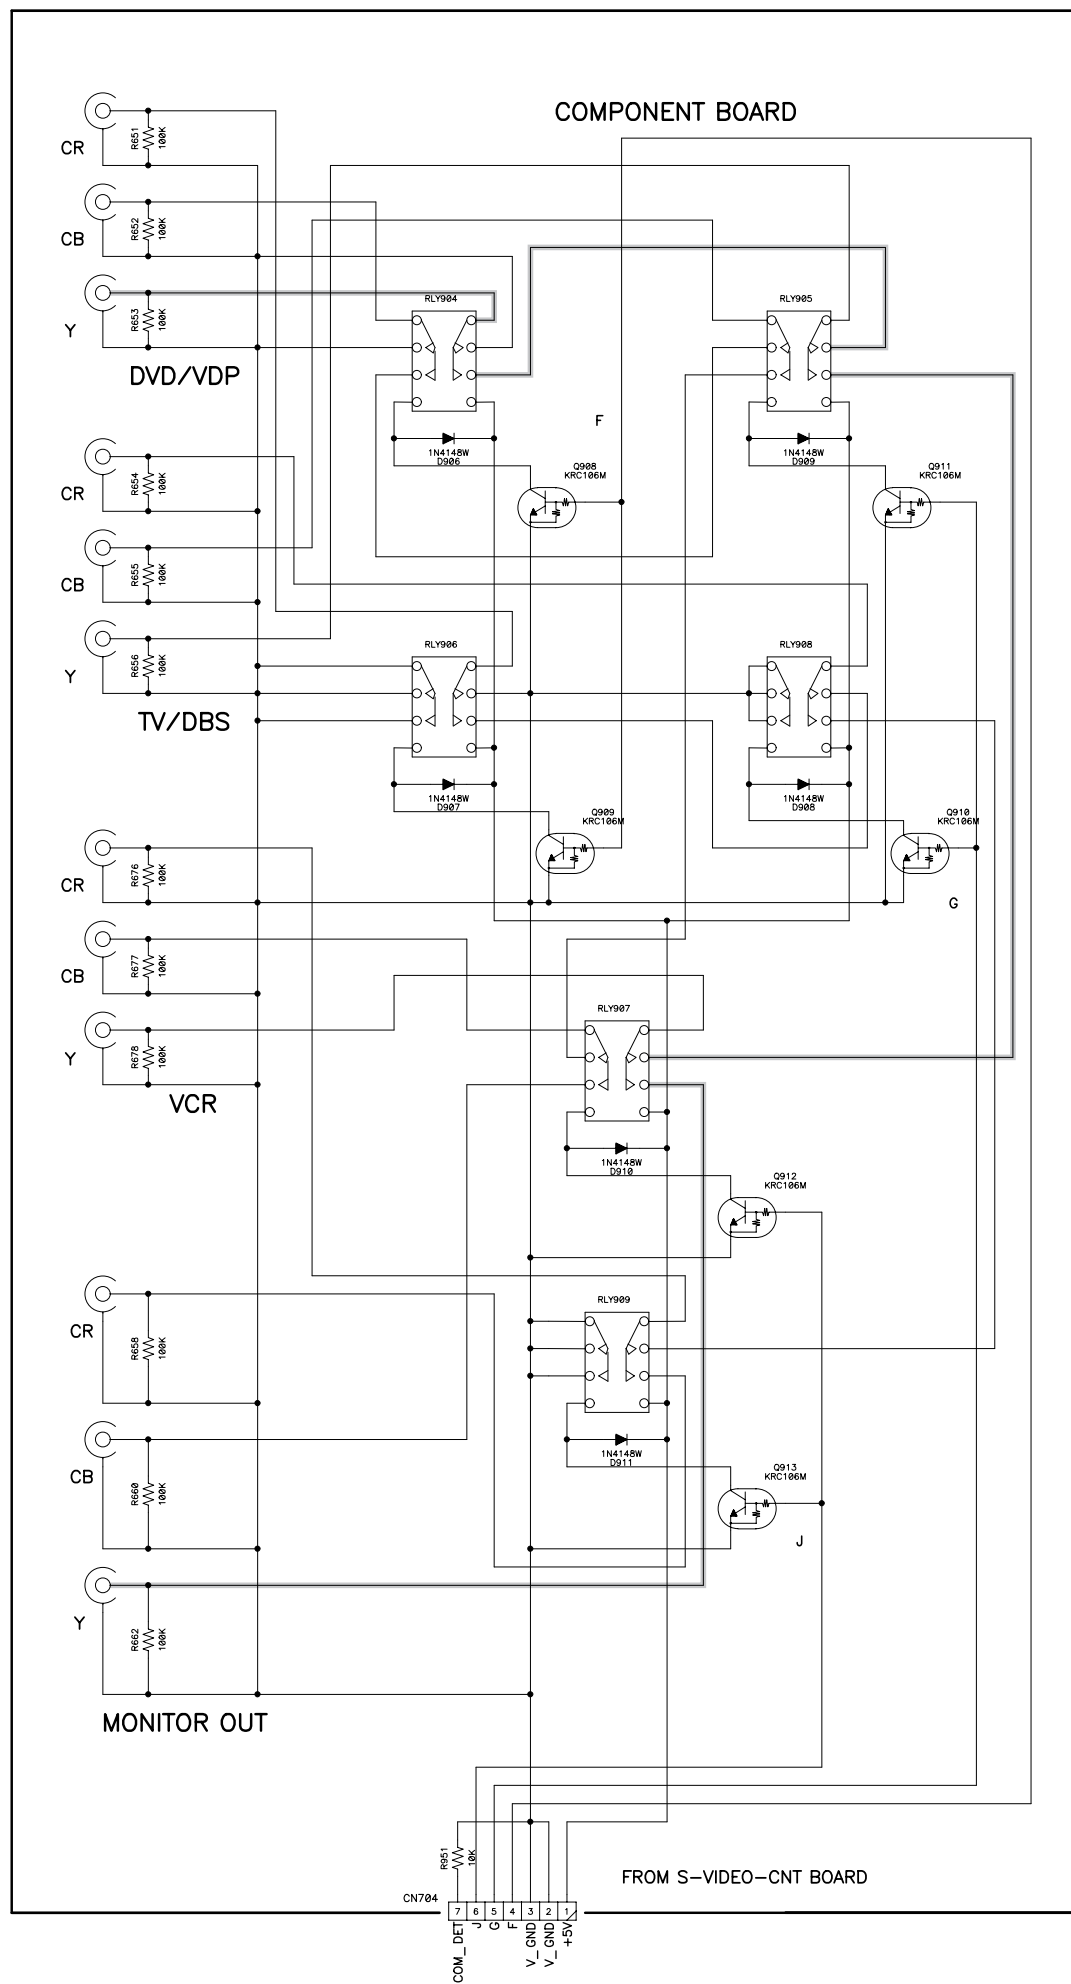 COMPONENT BOARD
CR
R651
100K
CB
R652
100K
Y
R653
100K
DVD/VDP
RLY904
RLY905
F
1N4148W
D906
1N4148W
D909
Q908
KRC106M
Q911
KRC106M
CR
R654
100K
CB
R655
100K
Y
R656
100K
TV/DBS
RLY906
RLY908
1N4148W
D907
1N4148W
D908
Q909
KRC106M
Q910
KRC106M
G
CR
R676
100K
CB
R677
100K
Y
R678
100K
VCR
RLY907
1N4148W
D910
Q912
KRC106M
CR
R658
100K
RLY909
1N4148W
D911
Q913
KRC106M
J
CB
R660
100K
Y
R662
100K
MONITOR OUT
R951
10K
FROM S-VIDEO-CNT BOARD
CN704
7 6 5 4 3 2 1
COM_DET
J
G
F
V_GND
V_GND
+5V